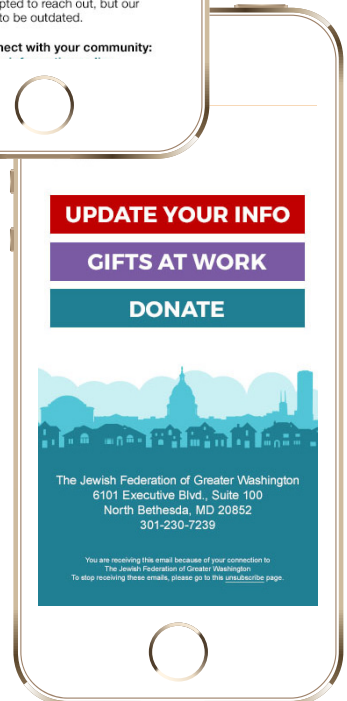 pted to reach out, but our
to be outdated.
nect with your community:
UPDATE YOUR INFO
GIFTS AT WORK
DONATE
The Jewish Federation of Greater Washington
6101 Executive Blvd., Suite 100
North Bethesda, MD 20852
301-230-7239
You are receiving this email because of your connection to
The Jewish Federation of Greater Washington
To stop receiving these emails, please go to this unsubscribe page.